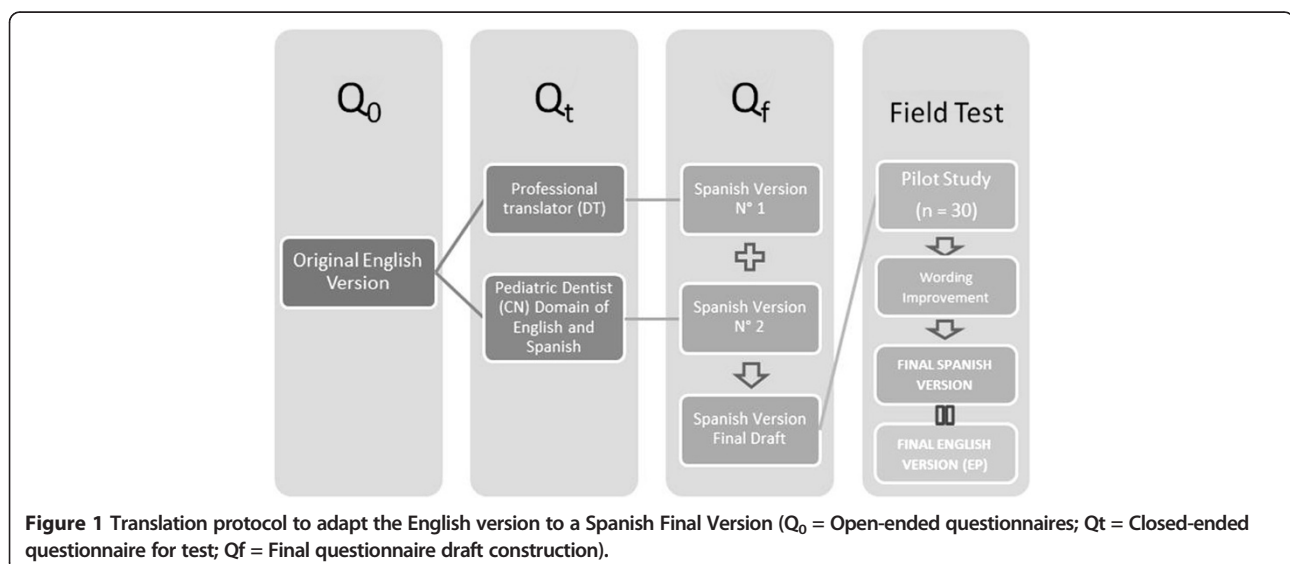 Q0
Original English
Version
Qt
Professional
translator (DT)
Pediatric Dentist
(CN) Domain of
English and
Spanish
Qf
Spanish Version
N° 1
Spanish Version
N° 2
Spanish Version
Final Draft
Field Test
Pilot Study
(n = 30)
Wording
Improvement
FINAL SPANISH
VERSION
FINAL ENGLISH
VERSION (EP)
Figure 1 Translation protocol to adapt the English version to a Spanish Final Version (Q0 = Open-ended questionnaires; Qt = Closed-ended
questionnaire for test; Qf = Final questionnaire draft construction).